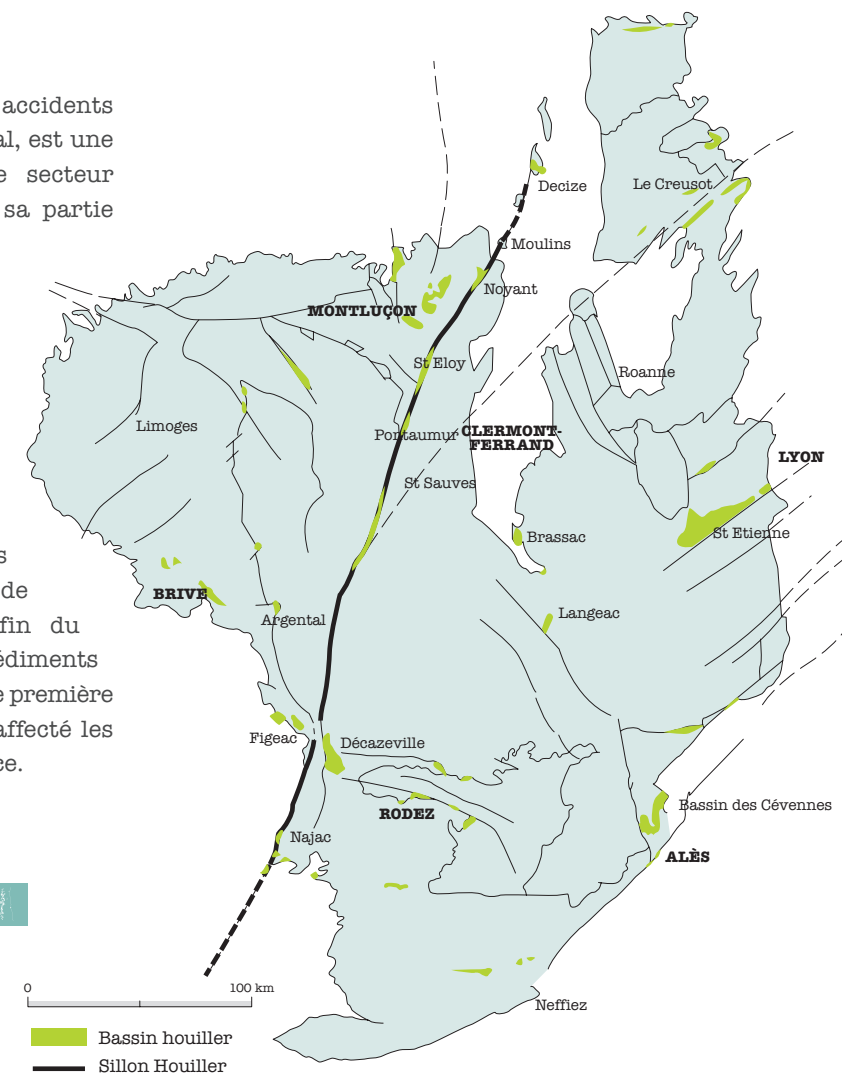 accidents
al, est une
e secteur
sa partie
s
de
fin du
édiments
e première
affecté les
ce.
Decize
Le Creusot
Moulins
Noyant
MONTLUÇON
St Eloy
Roanne
Limoges
Pontaumur
CLERMONT-
FERRAND
LYON
St Sauves
St Etienne
Brassac
BRIVE
Argental
Langeac
Figeac
Décazeville
Bassin des Cévennes
RODEZ
Najac
ALÈS
Neffiez
0
100 km
Bassin houiller
Sillon Houiller